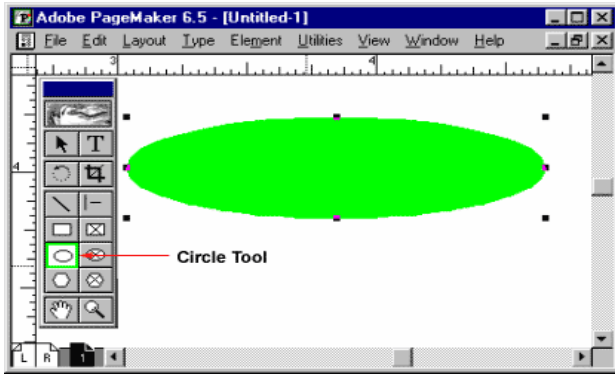 Adobe PageMaker 6.5 - [Untitled-1]
File Edit Layout Type Element Utilities View Window Help
3 4
T
4
Circle Tool
L R 1